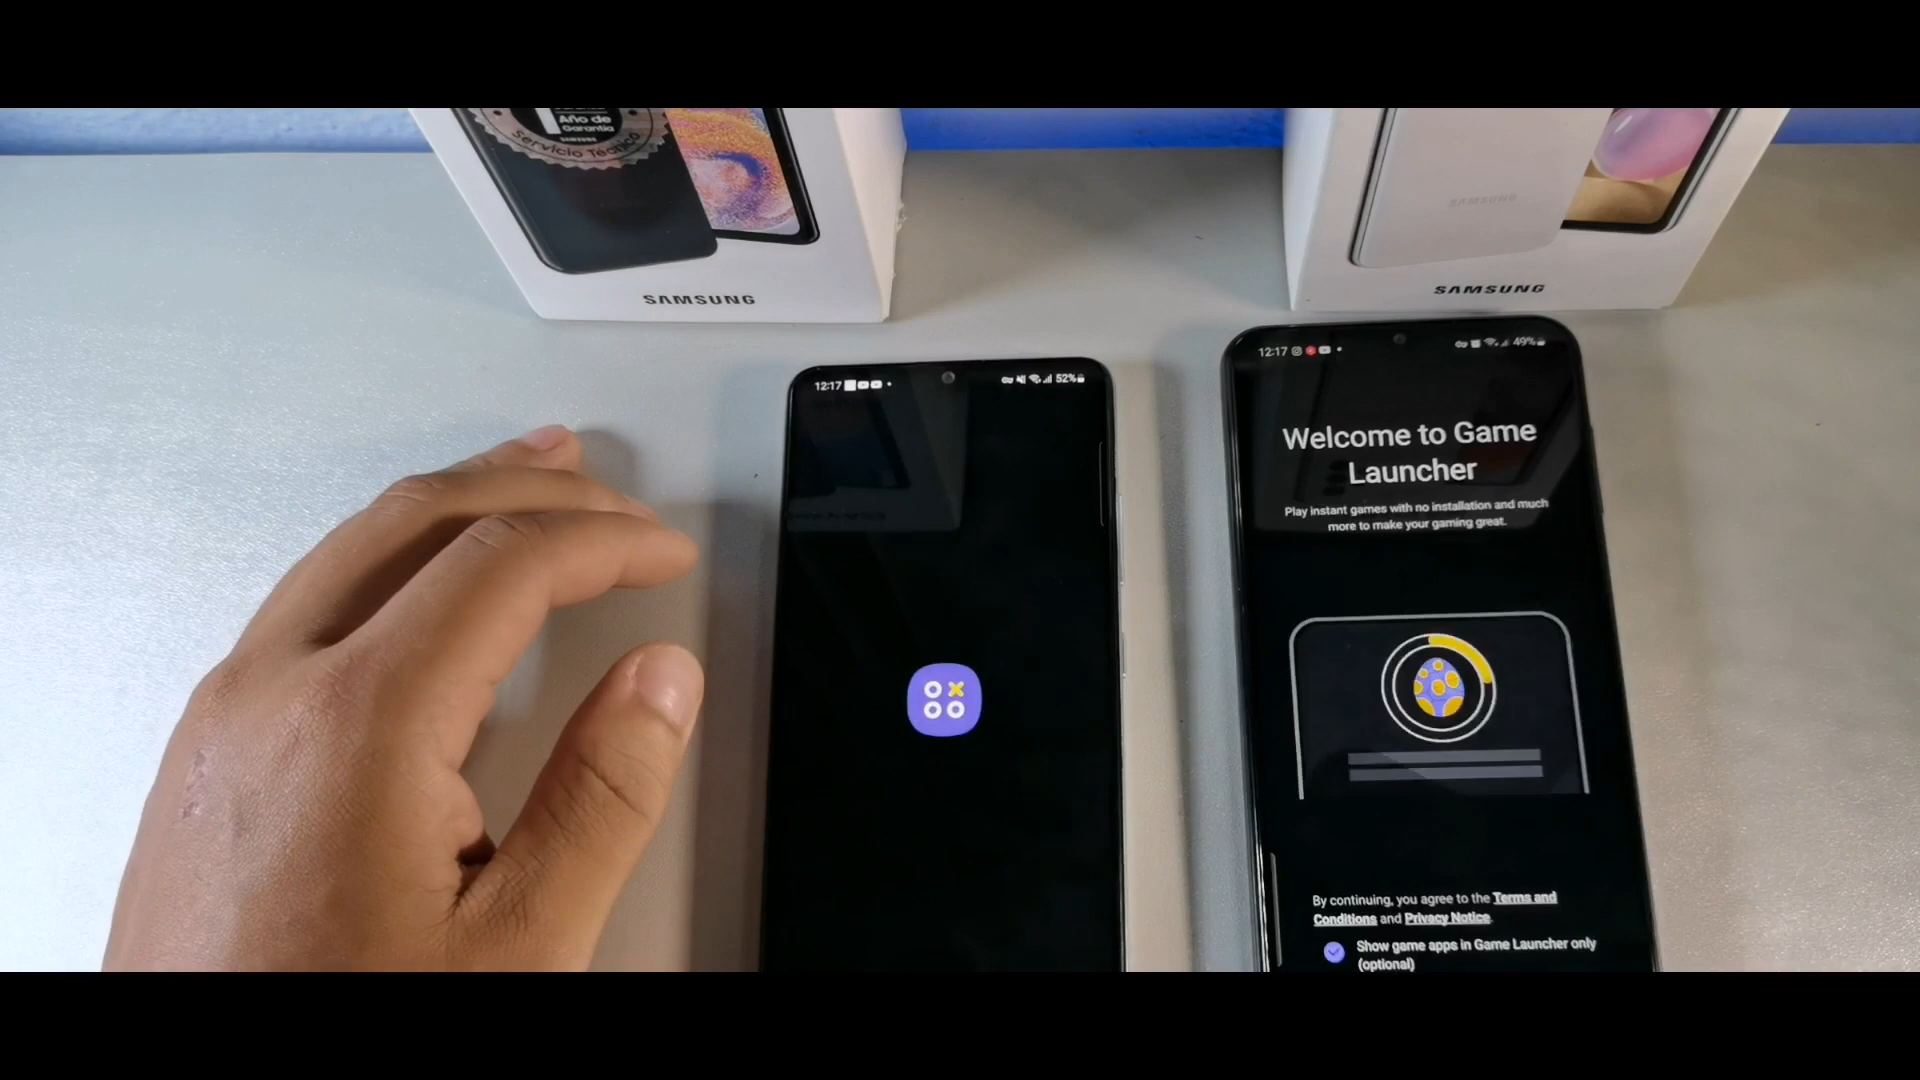 Año de
Garantía
SAMSUNG
Servicio Técnico
SAMSUNG
SAMSUNG
SAMSUNG
12:17
52%
12:17
49%
Welcome to Game
Launcher
Play instant games with no installation and much
more to make your gaming great.
By continuing, you agree to the Terms and
Conditions and Privacy Notice.
Show game apps in Game Launcher only
(optional)